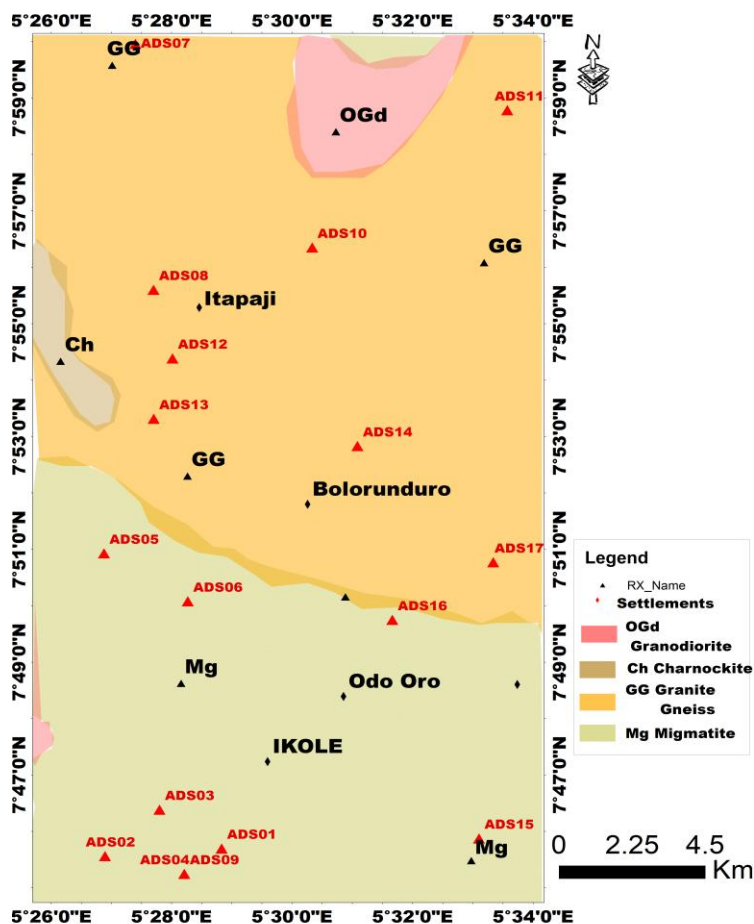 5°26'0"E 5°28'0"E 5°30'0"E 5°32'0"E 5°34'0"E
N
GG
ADS07
7°59'0"N
7°59'0"N
ADS11
OGd
7°57'0"N
7°57'0"N
ADS10
GG
ADS08
Itapaji
7°55'0"N
7°55'0"N
Ch
ADS12
ADS13
7°53'0"N
7°53'0"N
ADS14
GG
Bolorunduro
ADS05
7°51'0"N
7°51'0"N
ADS17
ADS06
ADS16
Mg
7°49'0"N
7°49'0"N
Odo Oro
IKOLE
7°47'0"N
7°47'0"N
ADS03
ADS02
ADS01
ADS04ADS09
ADS15
Mg
5°26'0"E 5°28'0"E 5°30'0"E 5°32'0"E 5°34'0"E
Legend
RX_Name
Settlements
OGd
Granodiorite
Ch Charnockite
GG Granite
Gneiss
Mg Migmatite
0 2.25 4.5
Km